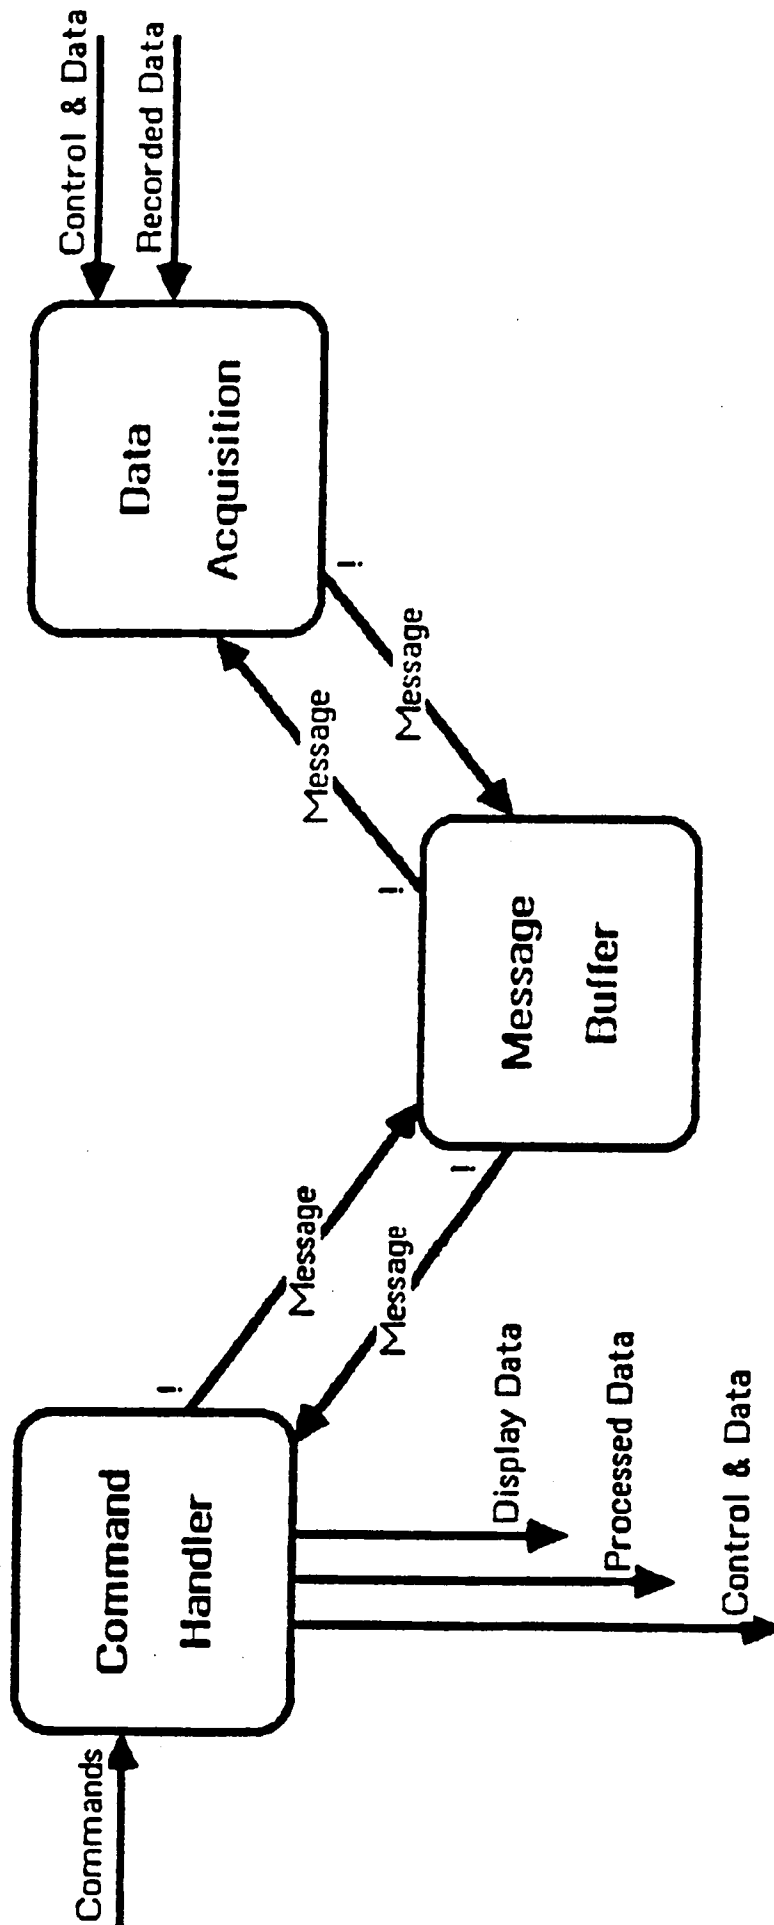 Commands
Command
Handler
!
Message
Message
!
Display Data
Processed Data
Control & Data
Message
Buffer
!
Message
Message
!
Data
Acquisition
Control & Data
Recorded Data